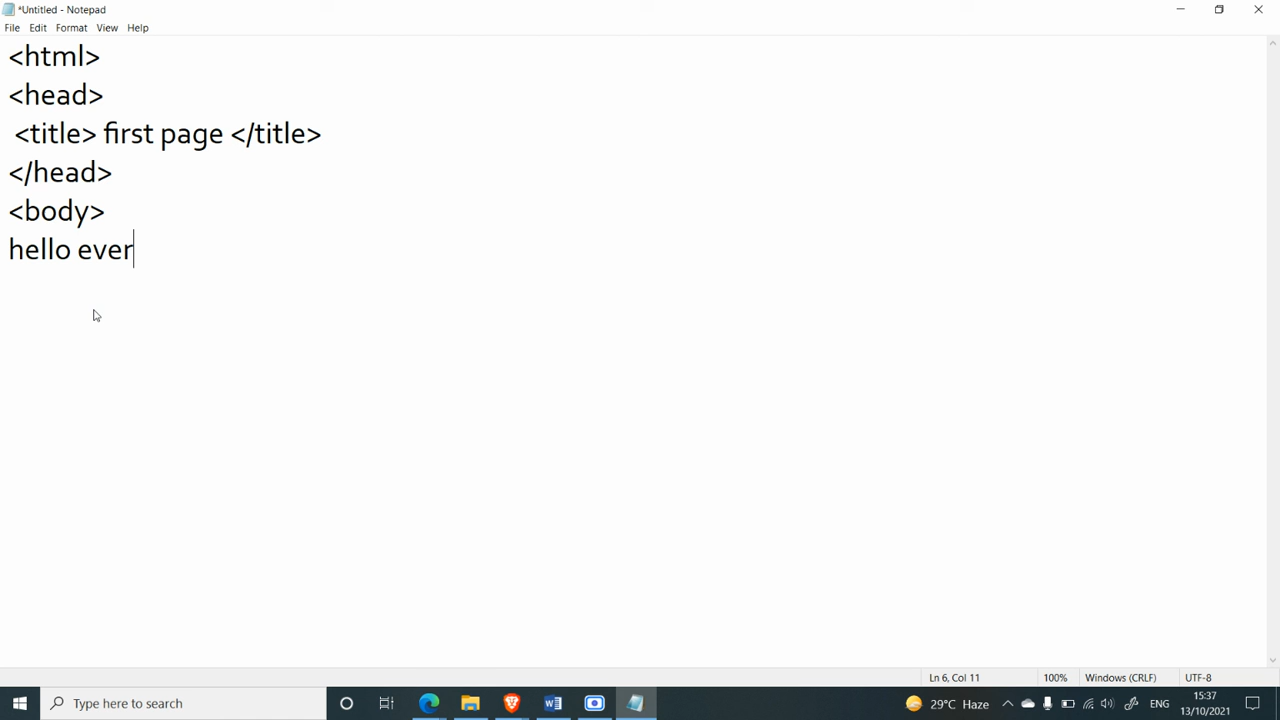 *Untitled - Notepad
File Edit Format View Help
<html>
<head>
<title> first page </title>
</head>
<body>
hello ever
Ln 6, Col 11 100% Windows (CRLF) UTF-8
Type here to search 29°C Haze ENG 15:37
13/10/2021